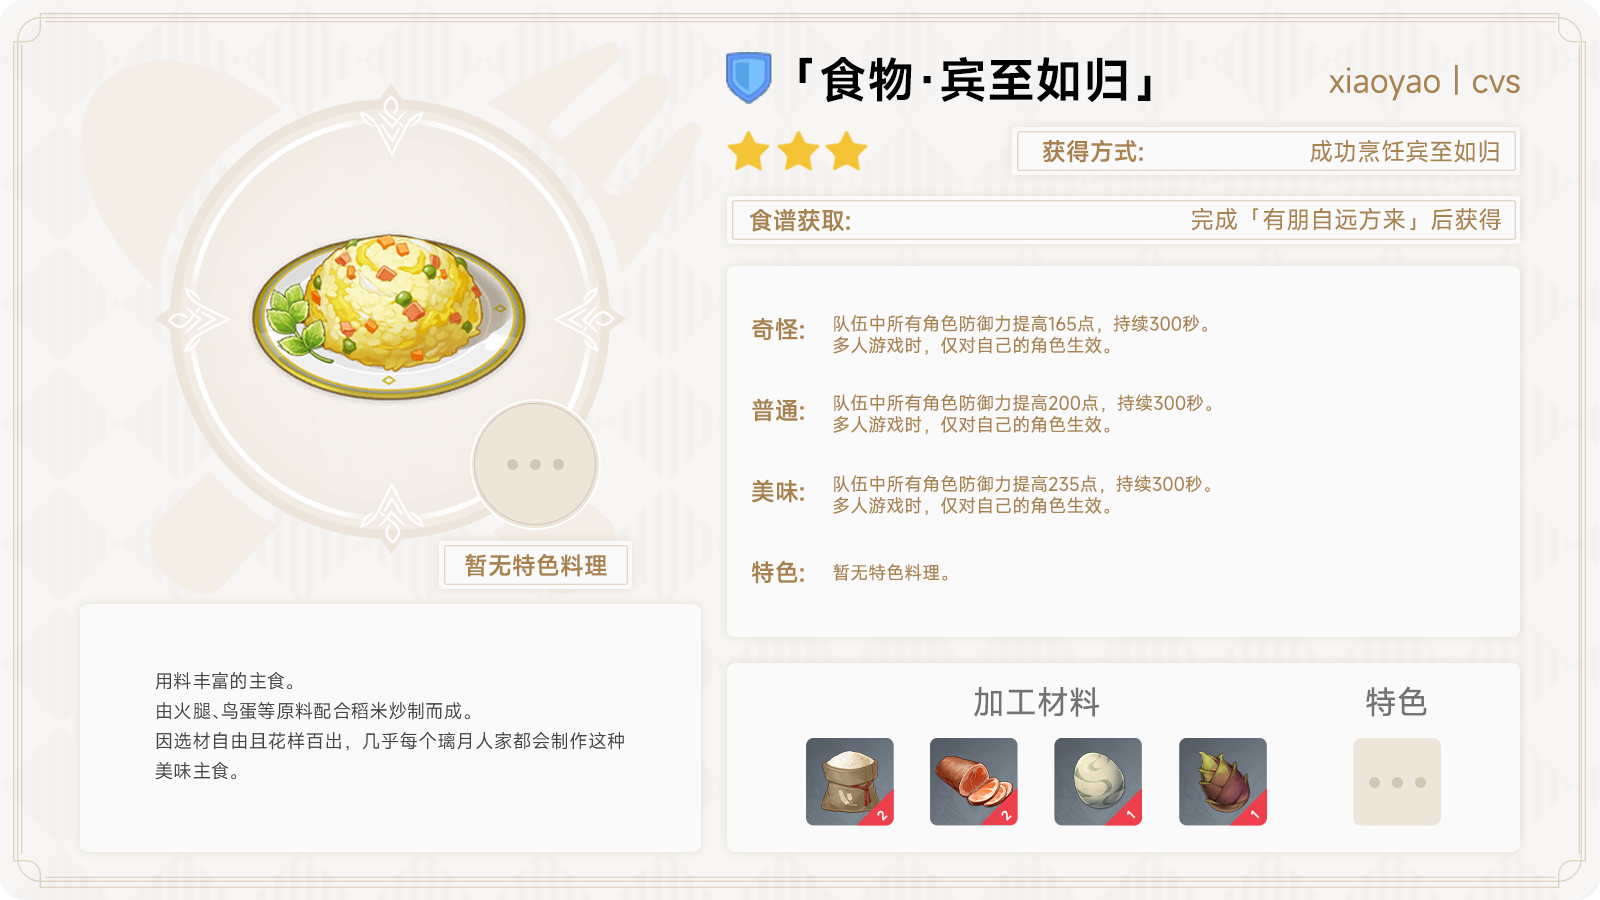 「食物·宾至如归」
xiaoyao | cvs
获得方式: 成功烹饪宾至如归
食谱获取: 完成「有朋自远方来」后获得
奇怪: 队伍中所有角色防御力提高165点，持续300秒。
多人游戏时，仅对自己的角色生效。
普通: 队伍中所有角色防御力提高200点，持续300秒。
多人游戏时，仅对自己的角色生效。
美味: 队伍中所有角色防御力提高235点，持续300秒。
多人游戏时，仅对自己的角色生效。
特色: 暂无特色料理。
暂无特色料理
用料丰富的主食。
由火腿、鸟蛋等原料配合稻米炒制而成。
因选材自由且花样百出，几乎每个璃月人家都会制作这种
美味主食。
加工材料 特色
2 2 1 1